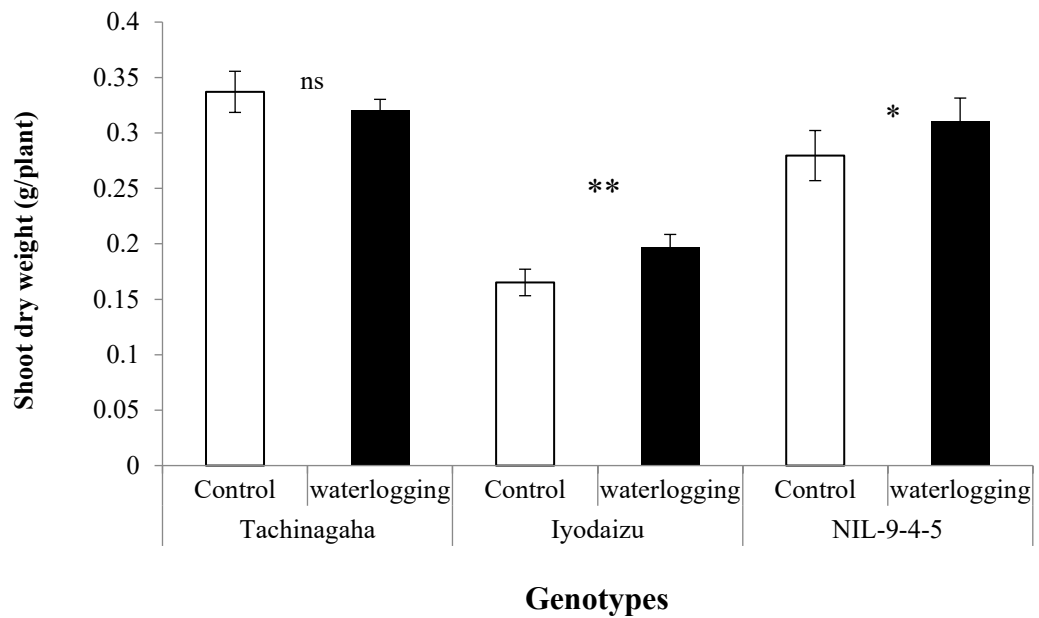 Shoot dry weight (g/plant)
0.4
0.35
0.3
0.25
0.2
0.15
0.1
0.05
0
ns
**
*
Control waterlogging Control waterlogging Control waterlogging
Tachinagaha Iyodaizu NIL-9-4-5
Genotypes